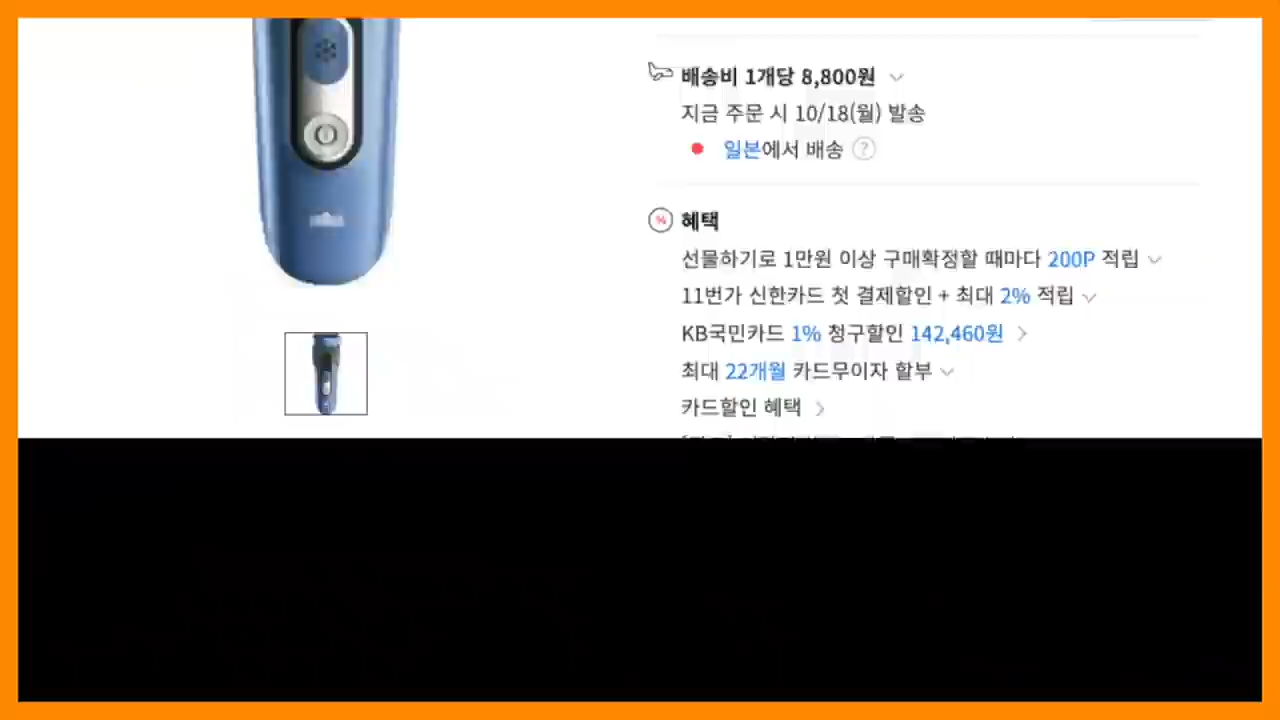 배송비 1개당 8,800원
지금 주문 시 10/18(월) 발송
일본에서 배송 ?
% 혜택
선물하기로 1만원 이상 구매확정할 때마다 200P 적립
11번가 신한카드 첫 결제할인 + 최대 2% 적립
KB국민카드 1% 청구할인 142,460원
최대 22개월 카드무이자 할부
카드할인 혜택